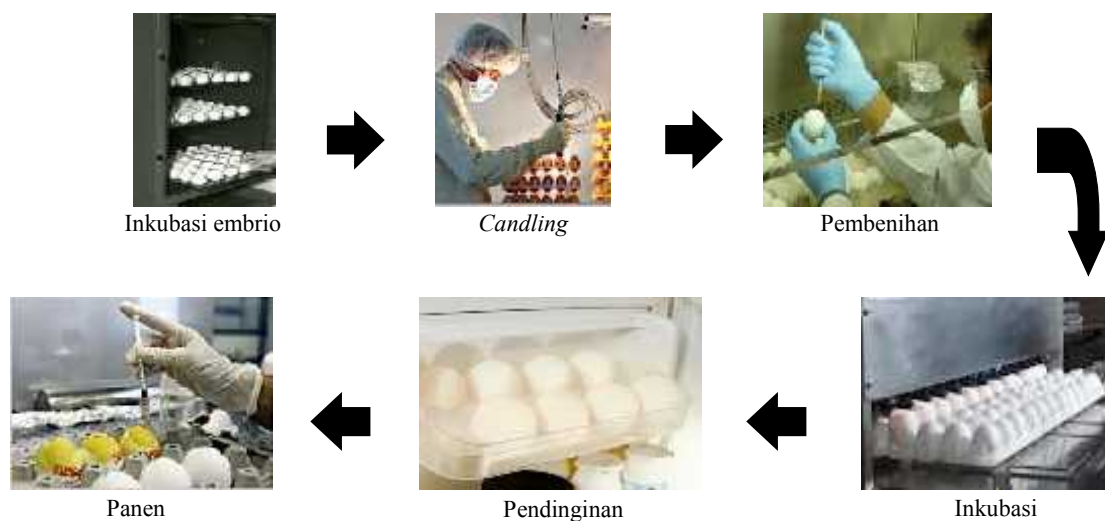 Inkubasi embrio
Candling
Pembenihan
Panen
Pendinginan
Inkubasi